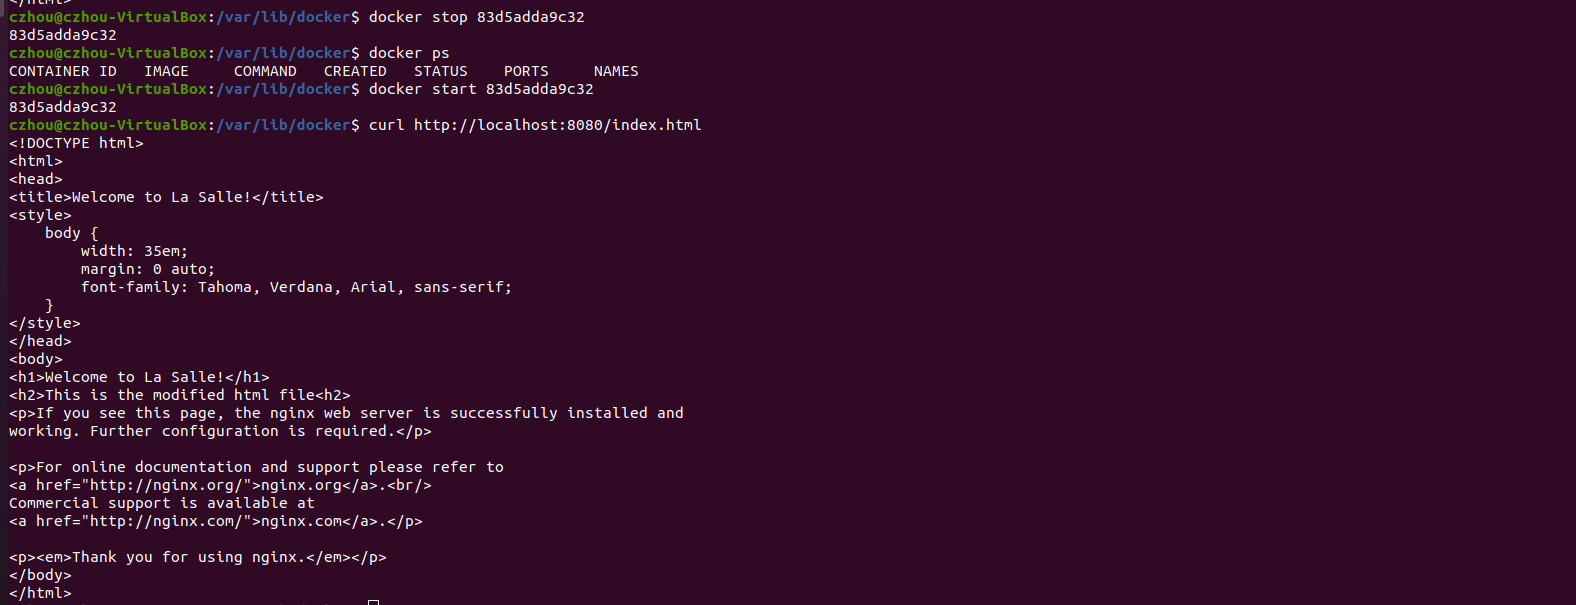 </html>
czhou@czhou-VirtualBox:/var/lib/docker$ docker stop 83d5adda9c32
83d5adda9c32
czhou@czhou-VirtualBox:/var/lib/docker$ docker ps
CONTAINER ID   IMAGE     COMMAND   CREATED   STATUS    PORTS     NAMES
czhou@czhou-VirtualBox:/var/lib/docker$ docker start 83d5adda9c32
83d5adda9c32
czhou@czhou-VirtualBox:/var/lib/docker$ curl http://localhost:8080/index.html
<!DOCTYPE html>
<html>
<head>
<title>Welcome to La Salle!</title>
<style>
    body {
        width: 35em;
        margin: 0 auto;
        font-family: Tahoma, Verdana, Arial, sans-serif;
    }
</style>
</head>
<body>
<h1>Welcome to La Salle!</h1>
<h2>This is the modified html file<h2>
<p>If you see this page, the nginx web server is successfully installed and
working. Further configuration is required.</p>

<p>For online documentation and support please refer to
<a href="http://nginx.org/">nginx.org</a>.<br/>
Commercial support is available at
<a href="http://nginx.com/">nginx.com</a>.</p>

<p><em>Thank you for using nginx.</em></p>
</body>
</html>